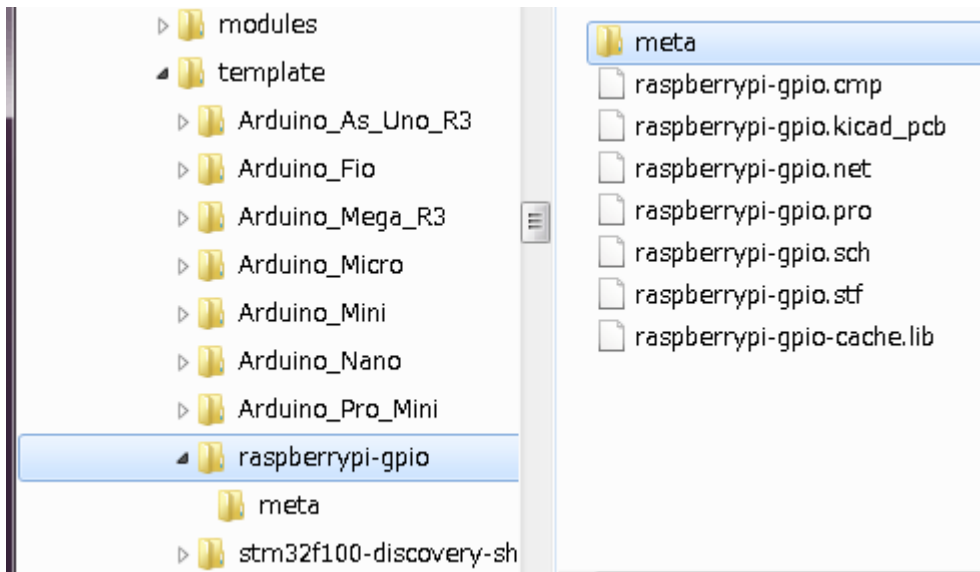 modules
template
Arduino_As_Uno_R3
Arduino_Fio
Arduino_Mega_R3
Arduino_Micro
Arduino_Mini
Arduino_Nano
Arduino_Pro_Mini
raspberrypi-gpio
meta
stm32f100-discovery-sh
meta
raspberrypi-gpio.cmp
raspberrypi-gpio.kicad_pcb
raspberrypi-gpio.net
raspberrypi-gpio.pro
raspberrypi-gpio.sch
raspberrypi-gpio.stf
raspberrypi-gpio-cache.lib